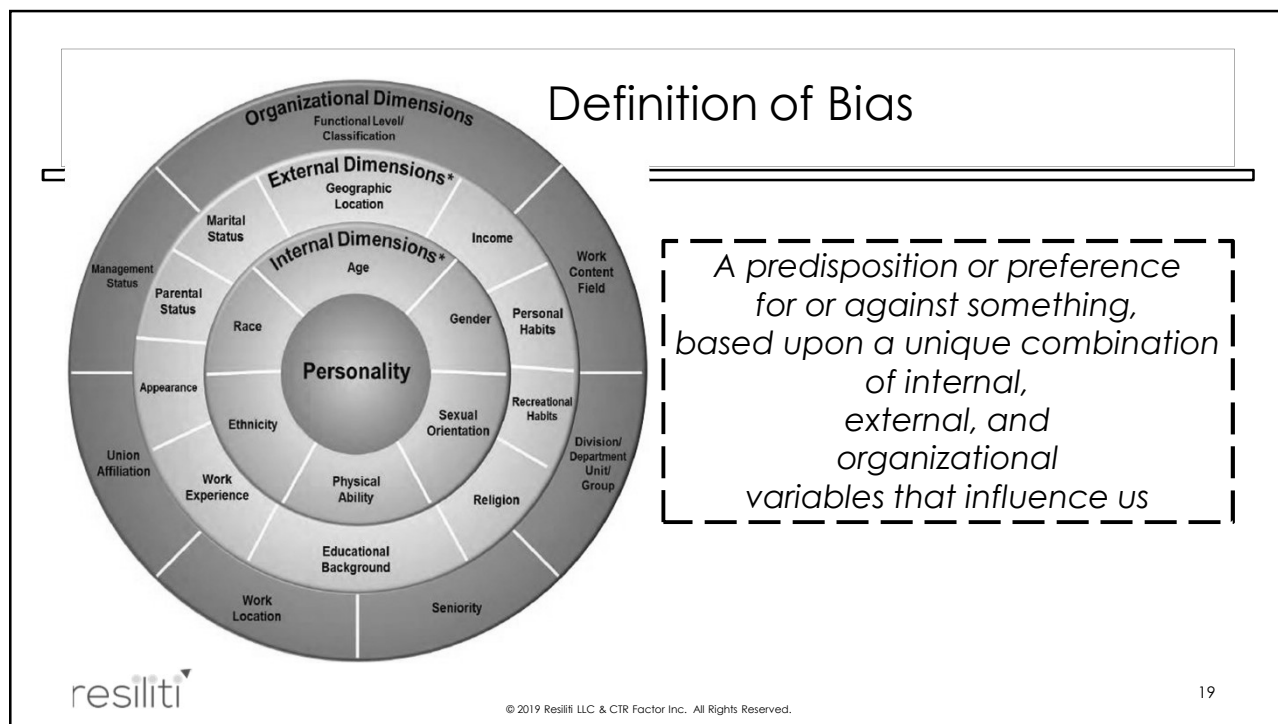 Definition of Bias
Organizational Dimensions
Functional Level/
Classification
External Dimensions*
Geographic
Location
Marital
Status
Income
Internal Dimensions*
Age
Management
Status
Work
Content
Field
Parental
Status
Race
Gender
Personal
Habits
Personality
Appearance
Recreational
Habits
Ethnicity
Sexual
Orientation
Union
Affiliation
Division/
Department
Unit/
Group
Work
Experience
Physical
Ability
Religion
Educational
Background
Work
Location
Seniority
A predisposition or preference
for or against something,
based upon a unique combination
of internal,
external, and
organizational
variables that influence us
resiliti
© 2019 Resiliti LLC & CTR Factor Inc. All Rights Reserved.
19